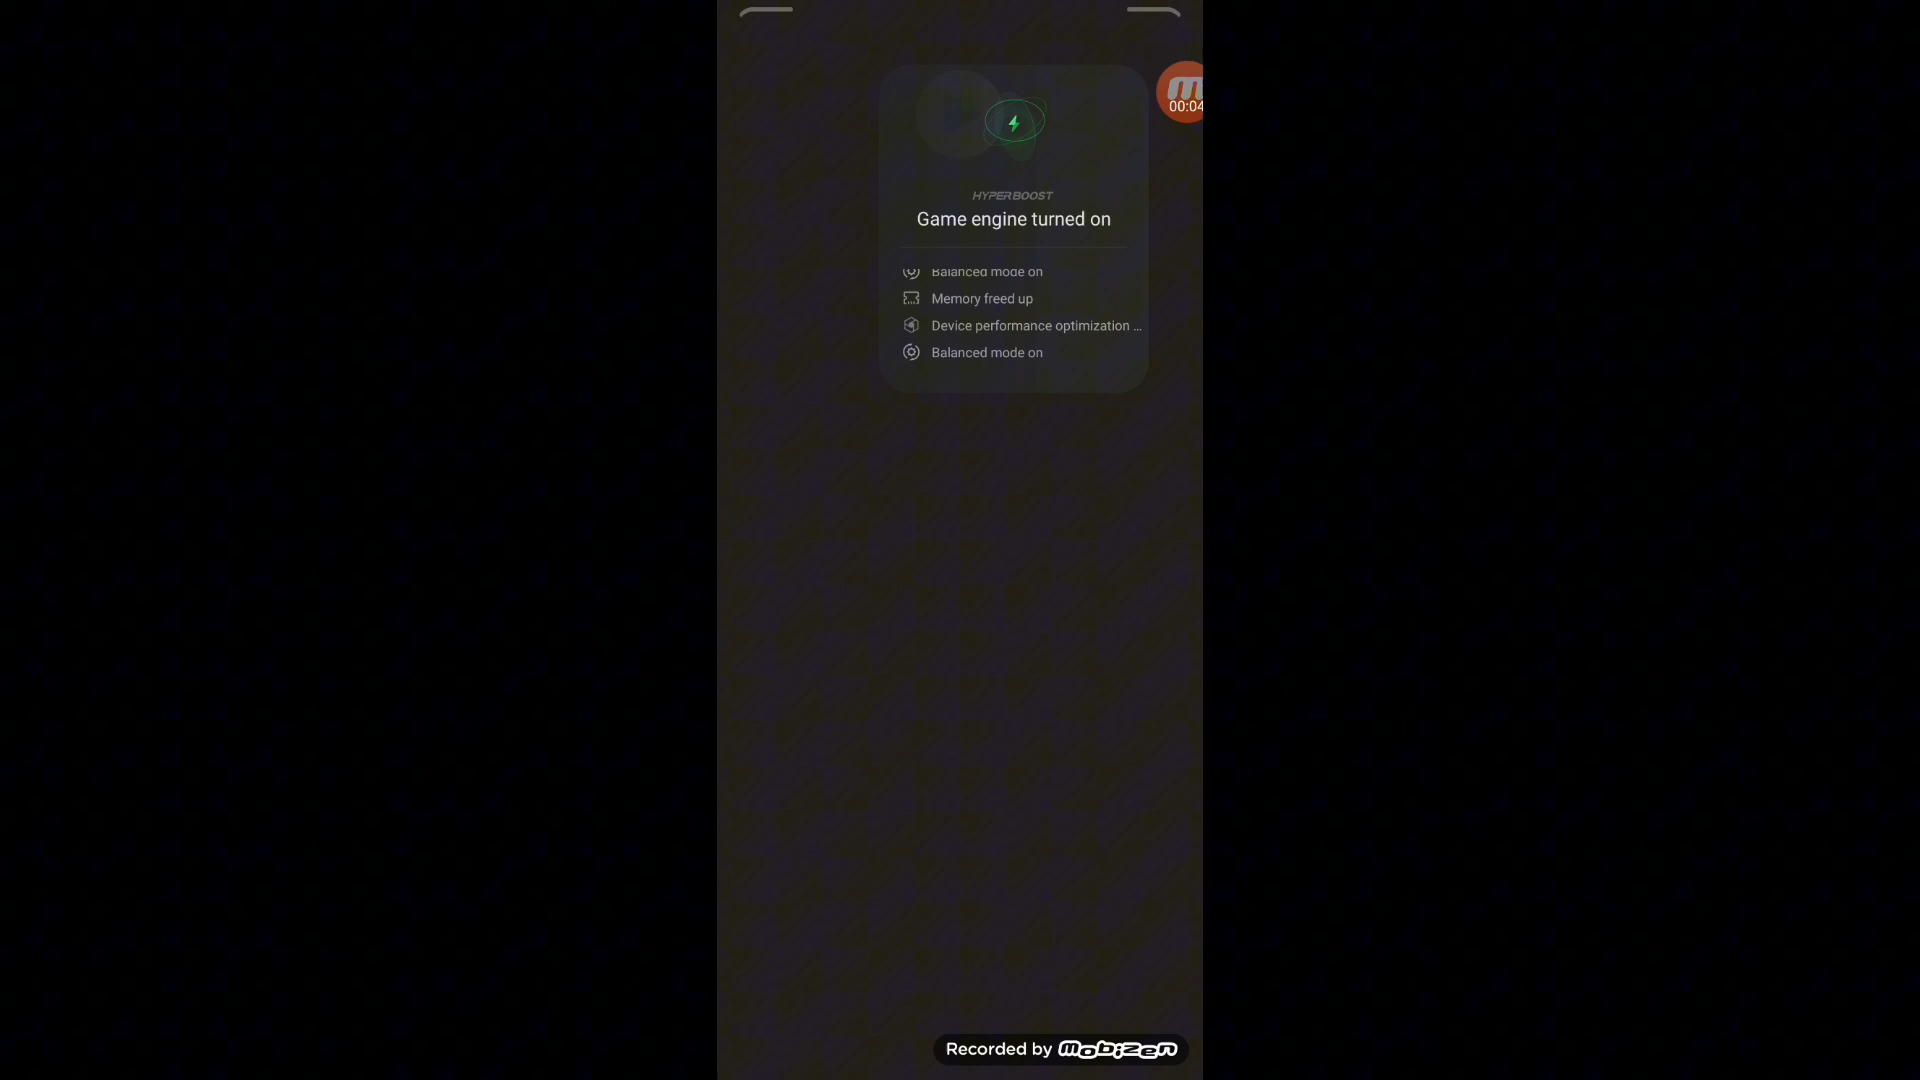 00:04
HYPERBOOST
Game engine turned on
Balanced mode on
Memory freed up
Device performance optimization ...
Balanced mode on
Recorded by mobizen